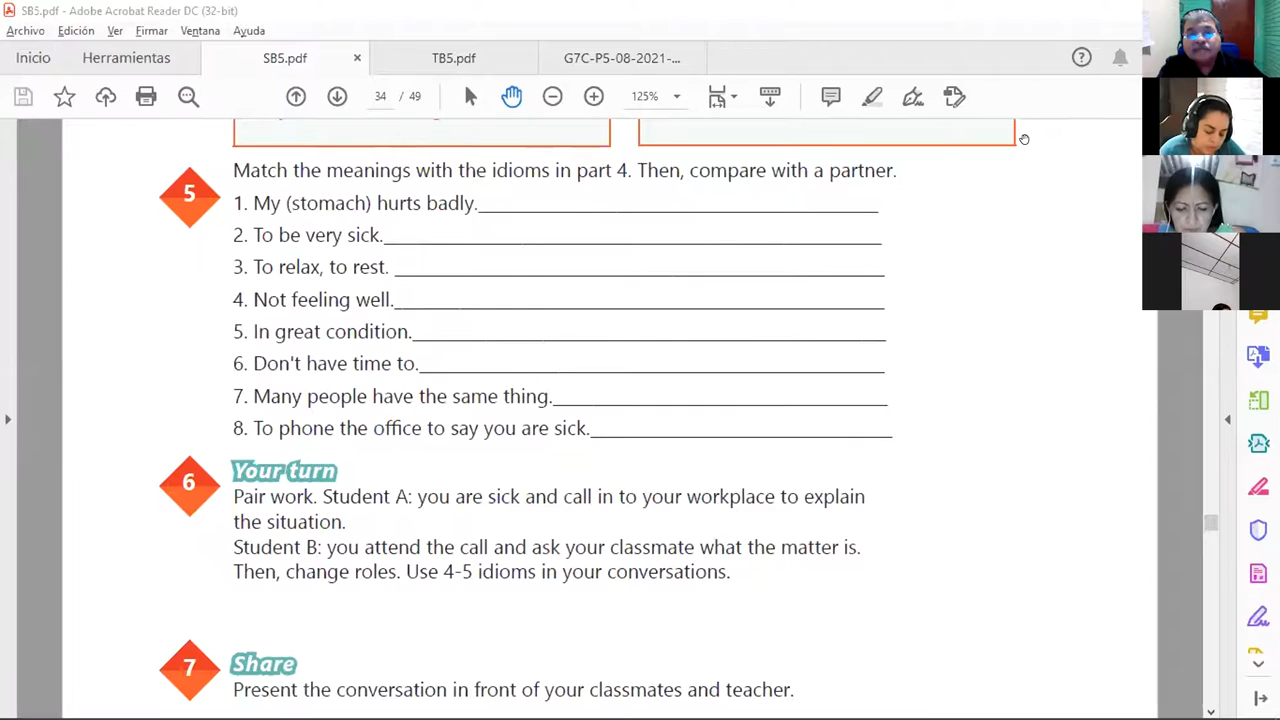 SB5.pdf - Adobe Acrobat Reader DC (32-bit)
Archivo Edición Ver Firmar Ventana Ayuda
Inicio Herramientas SB5.pdf × TB5.pdf G7C-P5-08-2021-...
34 / 49 125%
5
Match the meanings with the idioms in part 4. Then, compare with a partner.
1. My (stomach) hurts badly.
2. To be very sick.
3. To relax, to rest.
4. Not feeling well.
5. In great condition.
6. Don't have time to.
7. Many people have the same thing.
8. To phone the office to say you are sick.
6
Your turn
Pair work. Student A: you are sick and call in to your workplace to explain
the situation.
Student B: you attend the call and ask your classmate what the matter is.
Then, change roles. Use 4-5 idioms in your conversations.
7
Share
Present the conversation in front of your classmates and teacher.